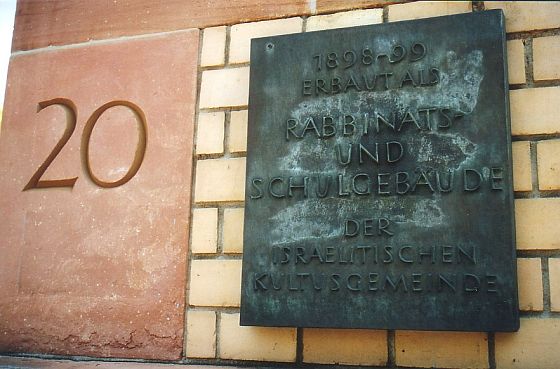 20
1898-99
ERBAUT ALS
RABBINATS-
UND
SCHULGEBÄUDE
DER
ISRAELITISCHEN
KULTUSGEMEINDE